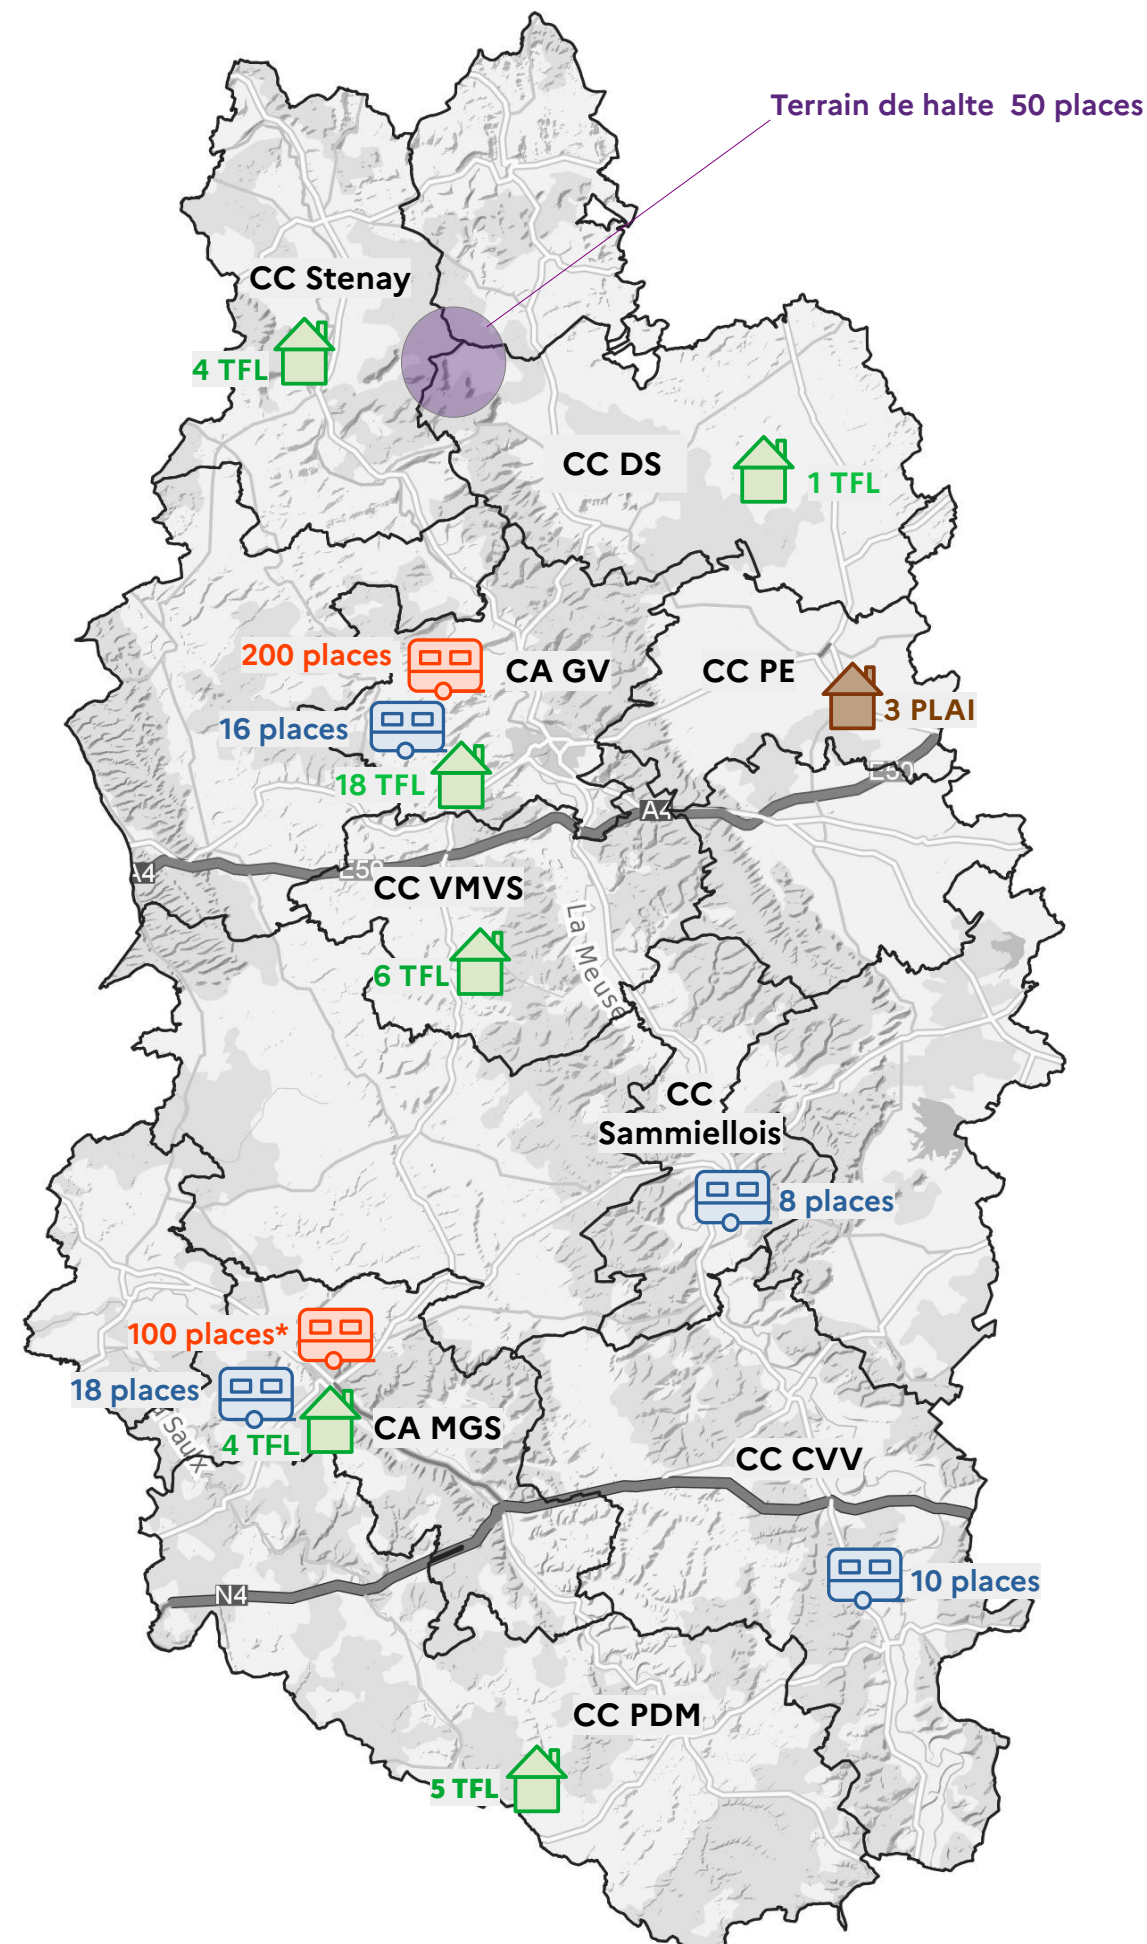 Terrain de halte  50 places
CC Stenay
4 TFL
CC DS
1 TFL
200 places
CA GV
CC PE
16 places
3 PLAI
18 TFL
E50
A4
A4
E50
CC VMVS
La Meuse
6 TFL
CC
Sammiellois
8 places
100 places*
18 places
Saulx
4 TFL
CA MGS
CC CVV
10 places
N4
CC PDM
5 TFL